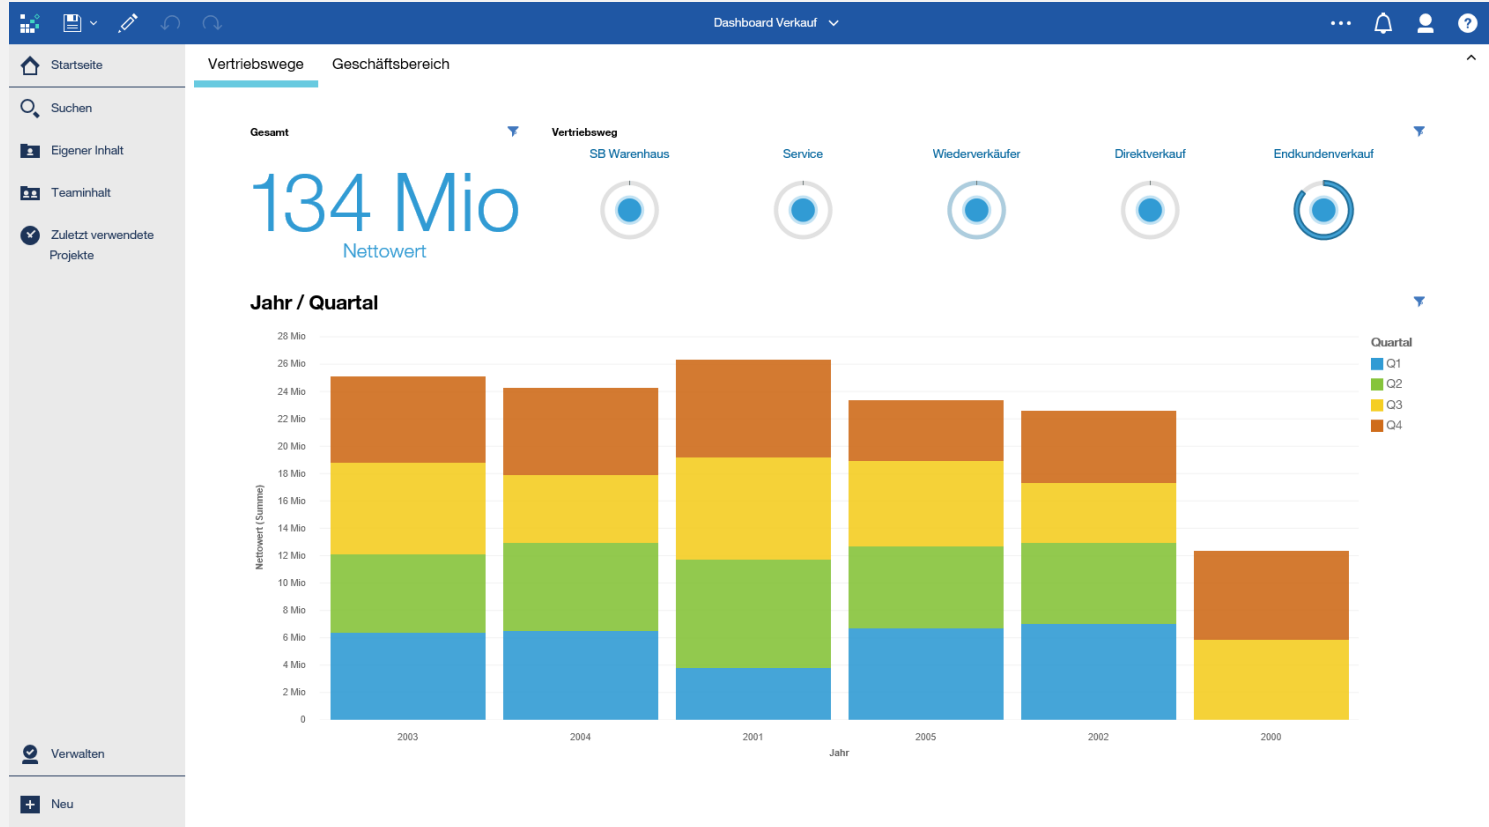 Dashboard Verkauf
?
Startseite
Suchen
Eigener Inhalt
Teaminhalt
Zuletzt verwendete
Projekte
Verwalten
Neu
Vertriebswege Geschäftsbereich
Gesamt
134 Mio
Nettowert
Vertriebsweg
SB Warenhaus Service Wiederverkäufer Direktverkauf Endkundenverkauf
Jahr / Quartal
28 Mio
26 Mio
24 Mio
22 Mio
20 Mio
18 Mio
16 Mio
14 Mio
12 Mio
10 Mio
8 Mio
6 Mio
4 Mio
2 Mio
0
Nettowert (Summe)
2003 2004 2001 2005 2002 2000
Jahr
Quartal
Q1
Q2
Q3
Q4